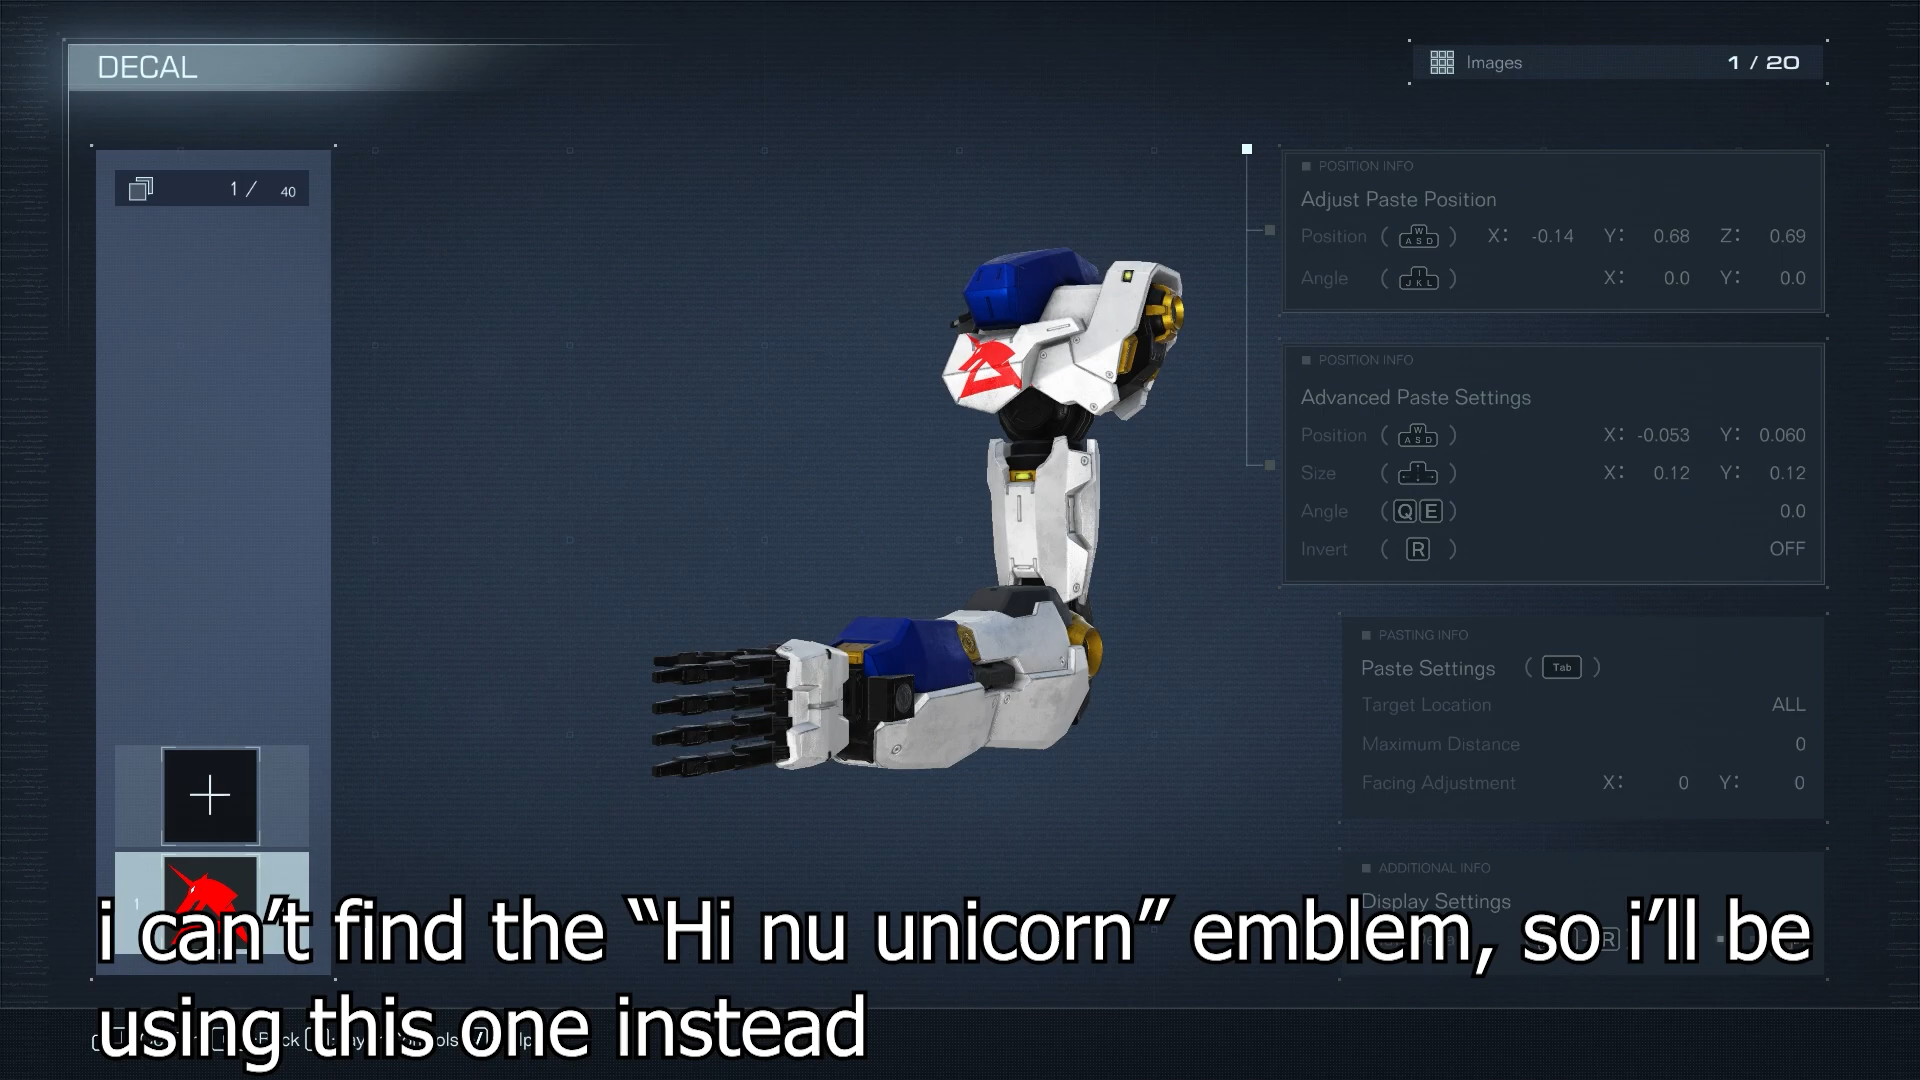 DECAL
Images 1 / 20
1 / 40
POSITION INFO
Adjust Paste Position
Position ( W A S D ) X: -0.14 Y: 0.68 Z: 0.69
Angle ( I J K L ) X: 0.0 Y: 0.0
POSITION INFO
Advanced Paste Settings
Position ( W A S D ) X: -0.053 Y: 0.060
Size X: 0.12 Y: 0.12
Angle ( Q E ) 0.0
Invert ( R ) OFF
PASTING INFO
Paste Settings ( Tab )
Target Location ALL
Maximum Distance 0
Facing Adjustment X: 0 Y: 0
ADDITIONAL INFO
Display Settings
1
R
i can’t find the “Hi nu unicorn” emblem, so i’ll be
using this one instead